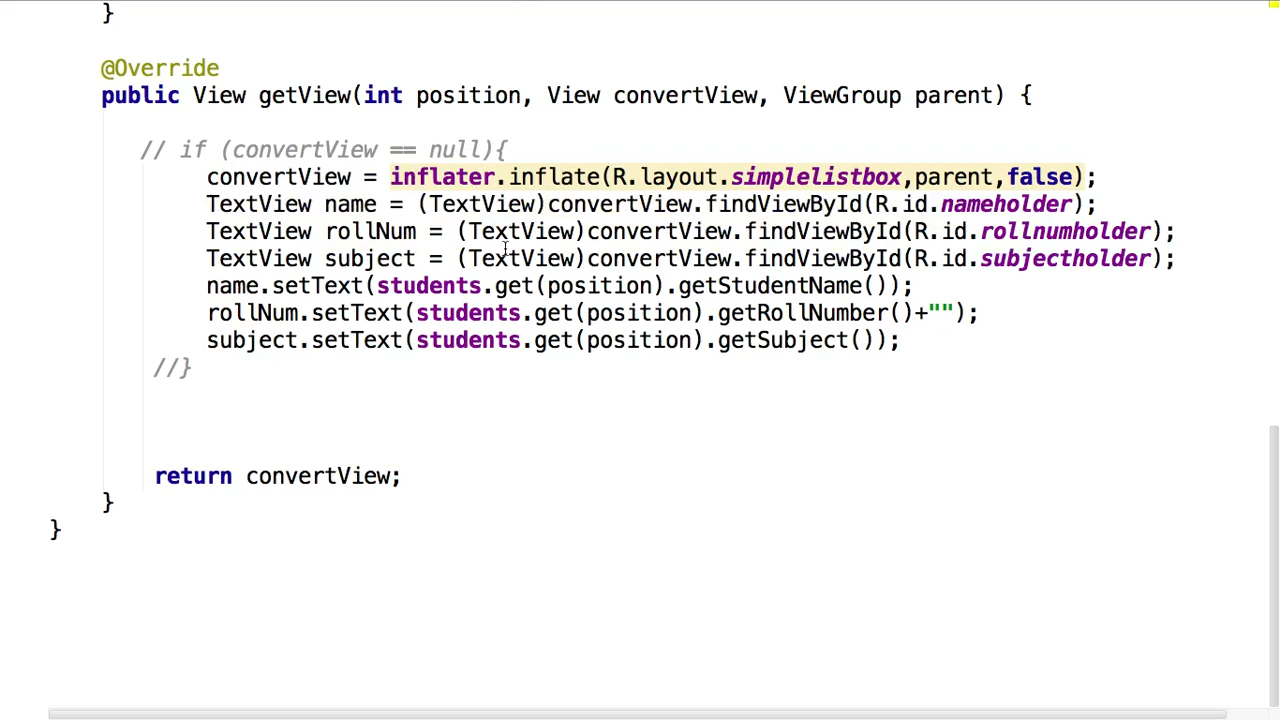 }
@Override
public View getView(int position, View convertView, ViewGroup parent) {
// if (convertView == null){
convertView = inflater.inflate(R.layout.simplelistbox,parent,false);
TextView name = (TextView)convertView.findViewById(R.id.nameholder);
TextView rollNum = (TextView)convertView.findViewById(R.id.rollnumholder);
TextView subject = (TextView)convertView.findViewById(R.id.subjectholder);
name.setText(students.get(position).getStudentName());
rollNum.setText(students.get(position).getRollNumber()+"");
subject.setText(students.get(position).getSubject());
//}
return convertView;
}
}